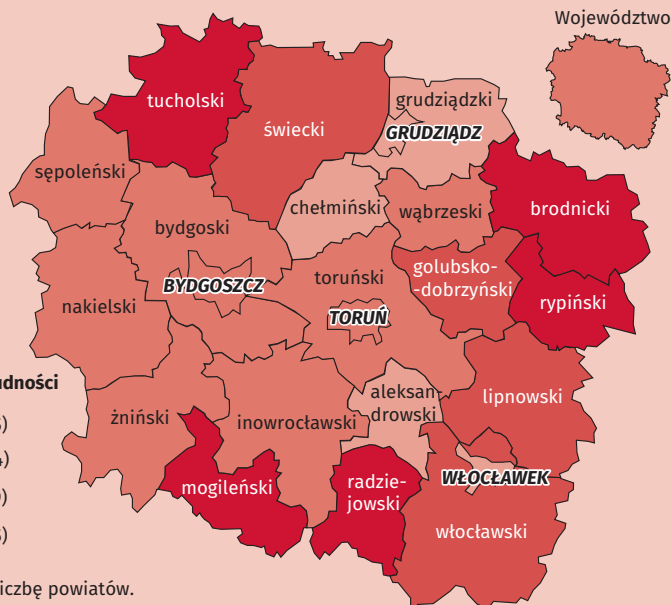 Województwo
tucholski
grudziądzki
świecki
GRUDZIĄDZ
sępoleński
chełmiński
wąbrzeski
brodnicki
bydgoski
golubsko-
-dobrzyński
toruński
BYDGOSZCZ
nakielski
TORUŃ
rypiński
aleksan-
drowski
lipnowski
żniński
inowrocławski
mogileński
radzie-
jowski
WŁOCŁAWEK
włocławski
)
4)
)
)
iczbę powiatów.